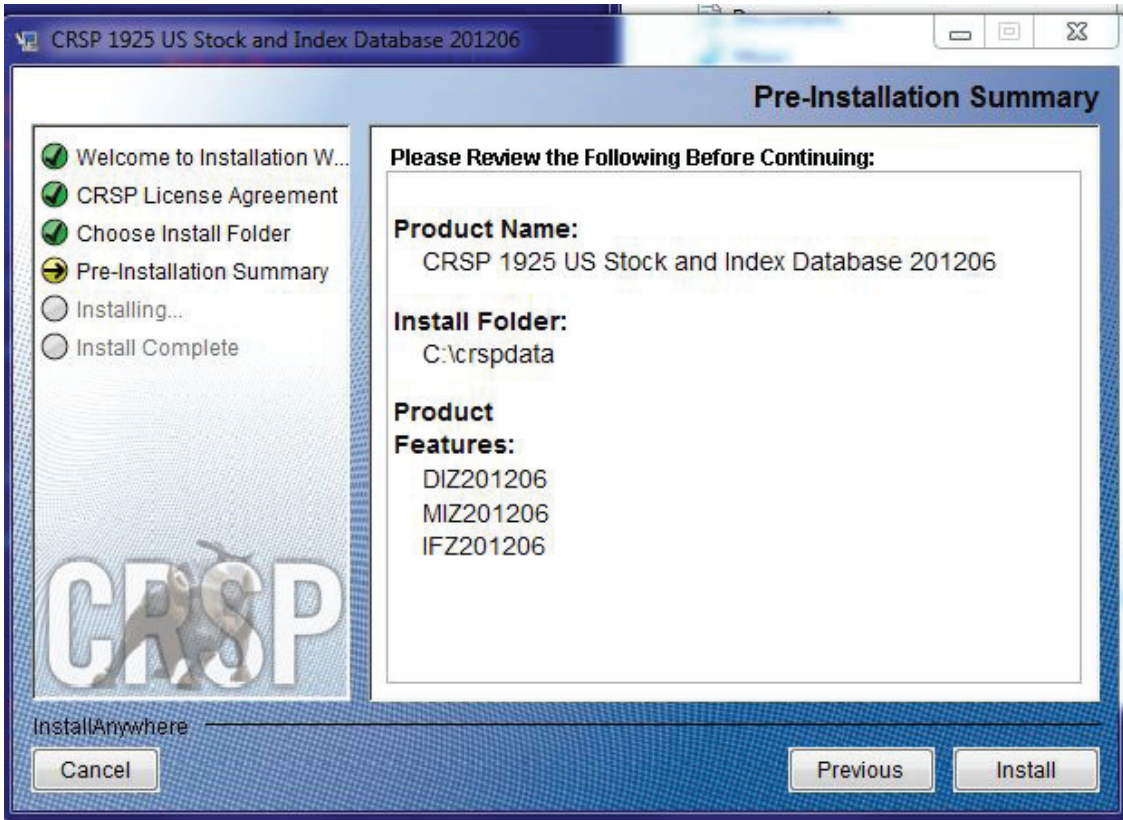 CRSP 1925 US Stock and Index Database 201206
Pre-Installation Summary
Welcome to Installation W...
CRSP License Agreement
Choose Install Folder
Pre-Installation Summary
Installing...
Install Complete
CRSP
Please Review the Following Before Continuing:
Product Name:
CRSP 1925 US Stock and Index Database 201206
Install Folder:
C:\crspdata
Product
Features:
DIZ201206
MIZ201206
IFZ201206
InstallAnywhere
Cancel
Previous
Install